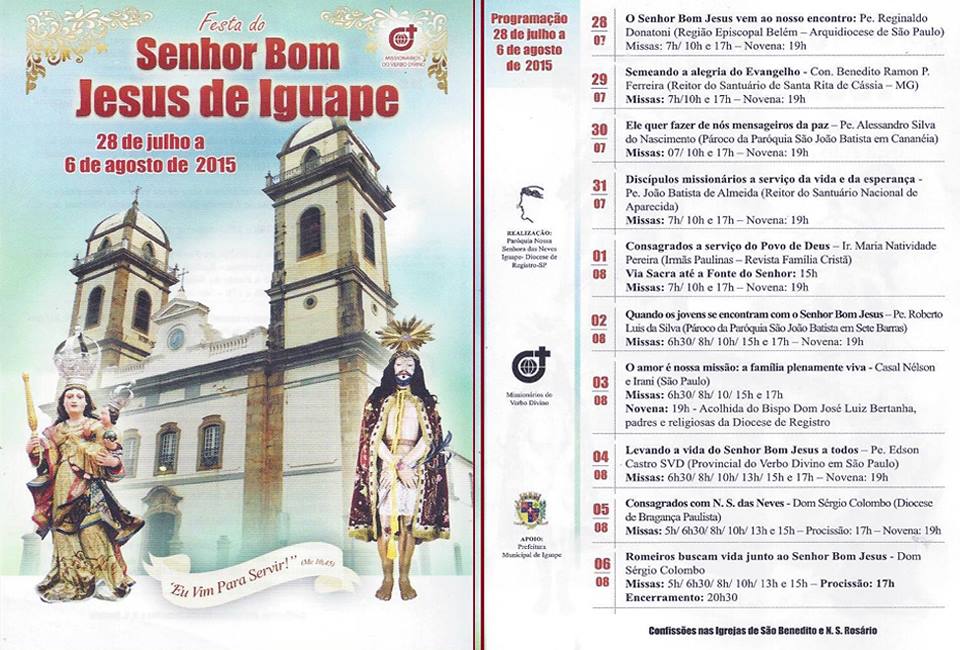 Festa do
Senhor Bom
Jesus de Iguape
MISSIONÁRIOS
DO VERBO DIVINO
28 de julho a
6 de agosto de 2015
"Eu Vim Para Servir!" (Mc 10,45)
Programação
28 de julho a
6 de agosto
de 2015
REALIZAÇÃO:
Paróquia Nossa
Senhora das Neves
Iguape- Diocese de
Registro-SP
Missionários do
Verbo Divino
APOIO:
Prefeitura
Municipal de Iguape
28
07
O Senhor Bom Jesus vem ao nosso encontro: Pe. Reginaldo
Donatoni (Região Episcopal Belém – Arquidiocese de São Paulo)
Missas: 7h/ 10h e 17h – Novena: 19h
29
07
Semeando a alegria do Evangelho - Con. Benedito Ramon P.
Ferreira (Reitor do Santuário de Santa Rita de Cássia – MG)
Missas: 7h/10h e 17h – Novena: 19h
30
07
Ele quer fazer de nós mensageiros da paz – Pe. Alessandro Silva
do Nascimento (Pároco da Paróquia São João Batista em Cananéia)
Missas: 07/ 10h e 17h – Novena: 19h
31
07
Discípulos missionários a serviço da vida e da esperança -
Pe. João Batista de Almeida (Reitor do Santuário Nacional de
Aparecida)
Missas: 7h/ 10h e 17h – Novena: 19h
01
08
Consagrados a serviço do Povo de Deus – Ir. Maria Natividade
Pereira (Irmãs Paulinas – Revista Família Cristã)
Via Sacra até a Fonte do Senhor: 15h
Missas: 7h/ 10h e 17h – Novena: 19h
02
08
Quando os jovens se encontram com o Senhor Bom Jesus – Pe. Roberto
Luis da Silva (Pároco da Paróquia São João Batista em Sete Barras)
Missas: 6h30/ 8h/ 10h/ 15h e 17h – Novena: 19h
03
08
O amor é nossa missão: a família plenamente viva - Casal Nélson
e Irani (São Paulo)
Missas: 6h30/ 8h/ 10/ 15h e 17h
Novena: 19h - Acolhida do Bispo Dom José Luiz Bertanha,
padres e religiosas da Diocese de Registro
04
08
Levando a vida do Senhor Bom Jesus a todos – Pe. Edson
Castro SVD (Provincial do Verbo Divino em São Paulo)
Missas: 6h30/ 8h/ 10h/ 13h/ 15h e 17h – Novena: 19h
05
08
Consagrados com N. S. das Neves - Dom Sérgio Colombo (Diocese
de Bragança Paulista)
Missas: 5h/ 6h30/ 8h/ 10h/ 13h e 15h – Procissão: 17h – Novena: 19h
06
08
Romeiros buscam vida junto ao Senhor Bom Jesus - Dom
Sérgio Colombo
Missas: 5h/ 6h30/ 8h/ 10h/ 13h e 15h – Procissão: 17h
Encerramento: 20h30
Confissões nas Igrejas de São Benedito e N. S. Rosário